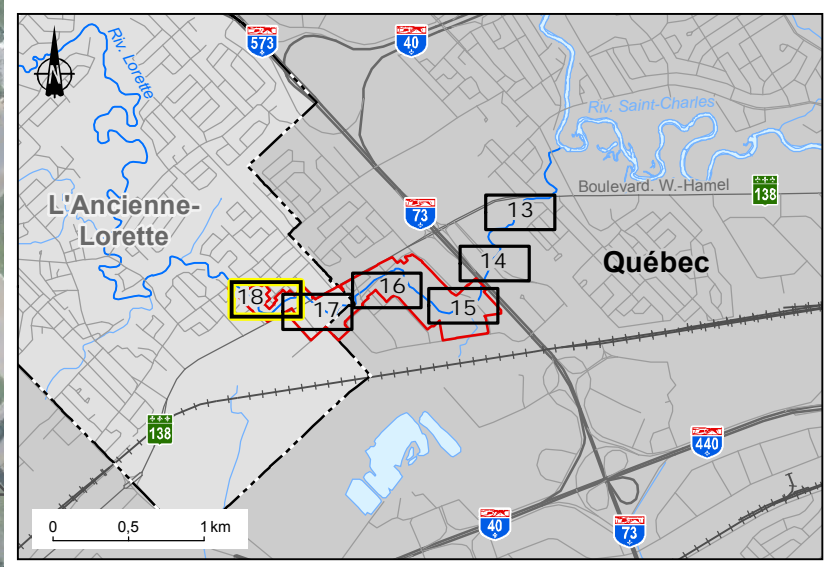 573
40
Riv. Lorette
Riv. Saint-Charles
Boulevard. W.-Hamel
138
L'Ancienne-
Lorette
73
13
Québec
14
18
17
16
15
138
440
40
73
0 0,5 1 km